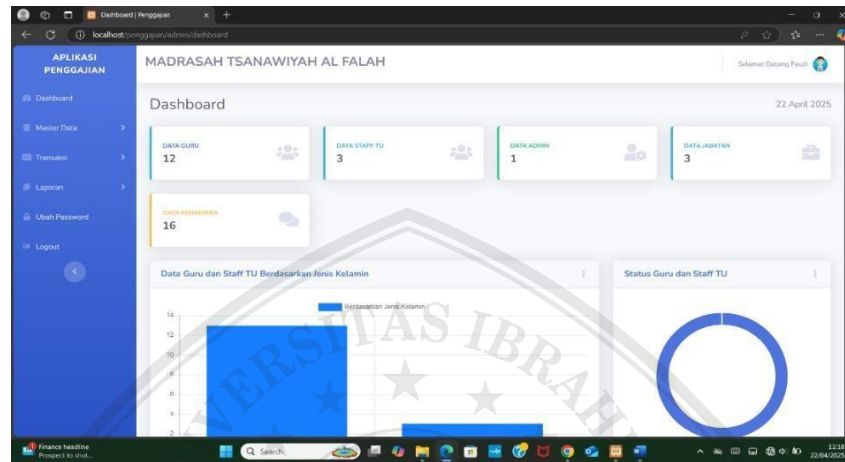 Dashboard | Penggajian
localhost/penggajian/admin/dashboard
APLIKASI
PENGGAJIAN
MADRASAH TSANAWIYAH AL FALAH
Selamat Datang Fauzi
Dashboard
Master Data
Transaksi
Laporan
Ubah Password
Logout
Dashboard
22 April 2025
DATA GURU
12
DATA STAFF TU
3
DATA ADMIN
1
DATA JABATAN
3
DATA KEHADIRAN
16
Data Guru dan Staff TU Berdasarkan Jenis Kelamin
Status Guru dan Staff TU
Berdasarkan Jenis Kelamin
14
12
10
8
6
4
2
Finance headline
Prospect to shut...
Search
12:18
22/04/2025